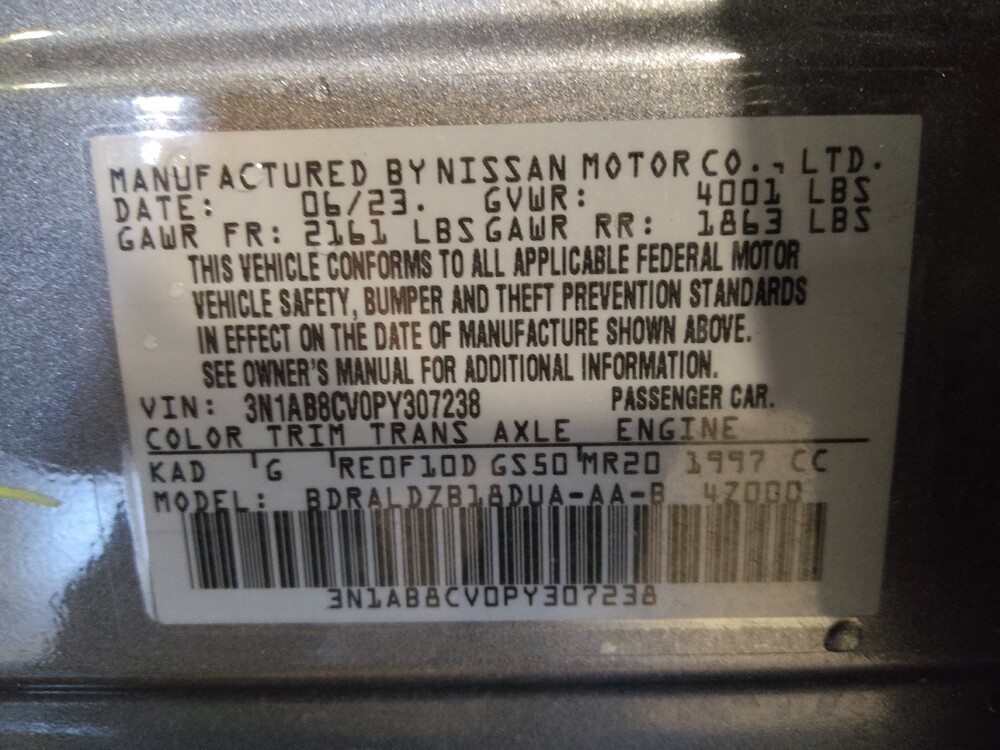 MANUFACTURED BY NISSAN MOTOR CO., LTD.
DATE: 06/23. GVWR: 4001 LBS
GAWR FR: 2161 LBS GAWR RR: 1863 LBS
THIS VEHICLE CONFORMS TO ALL APPLICABLE FEDERAL MOTOR
VEHICLE SAFETY, BUMPER AND THEFT PREVENTION STANDARDS
IN EFFECT ON THE DATE OF MANUFACTURE SHOWN ABOVE.
SEE OWNER'S MANUAL FOR ADDITIONAL INFORMATION.
VIN: 3N1AB8CV0PY307238 PASSENGER CAR.
COLOR TRIM TRANS AXLE ENGINE
KAD G RE0F10D GS50 MR20 1997 CC
MODEL: BDRALDZB18DUA-AA-B 4Z00D
3N1AB8CV0PY307238